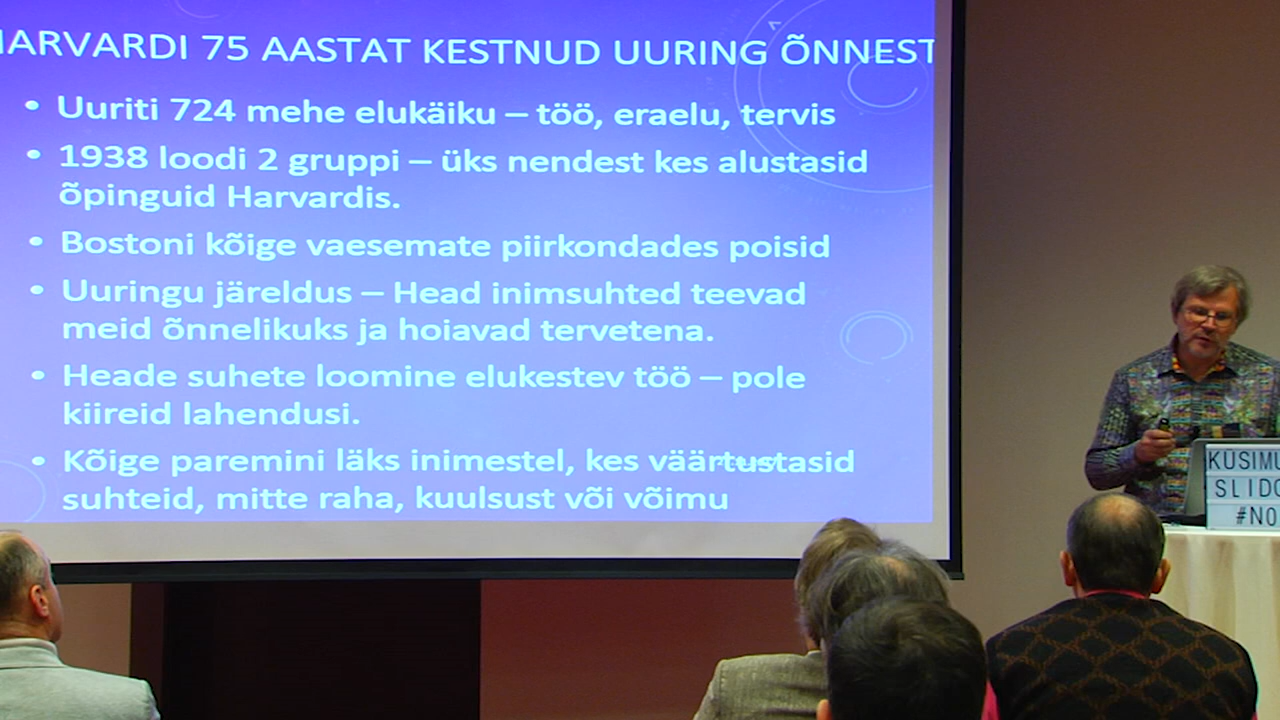 HARVARDI 75 AASTAT KESTNUD UURING ÕNNEST
• Uuriti 724 mehe elukäiku – töö, eraelu, tervis
• 1938 loodi 2 gruppi – üks nendest kes alustasid
õpinguid Harvardis.
• Bostoni kõige vaesemate piirkondades poisid
• Uuringu järeldus – Head inimsuhted teevad
meid õnnelikuks ja hoiavad tervetena.
• Heade suhete loomine elukestev töö – pole
kiireid lahendusi.
• Kõige paremini läks inimestel, kes väärtustasid
suhteid, mitte raha, kuulsust või võimu
KÜSIMU
SLIDO
#NO